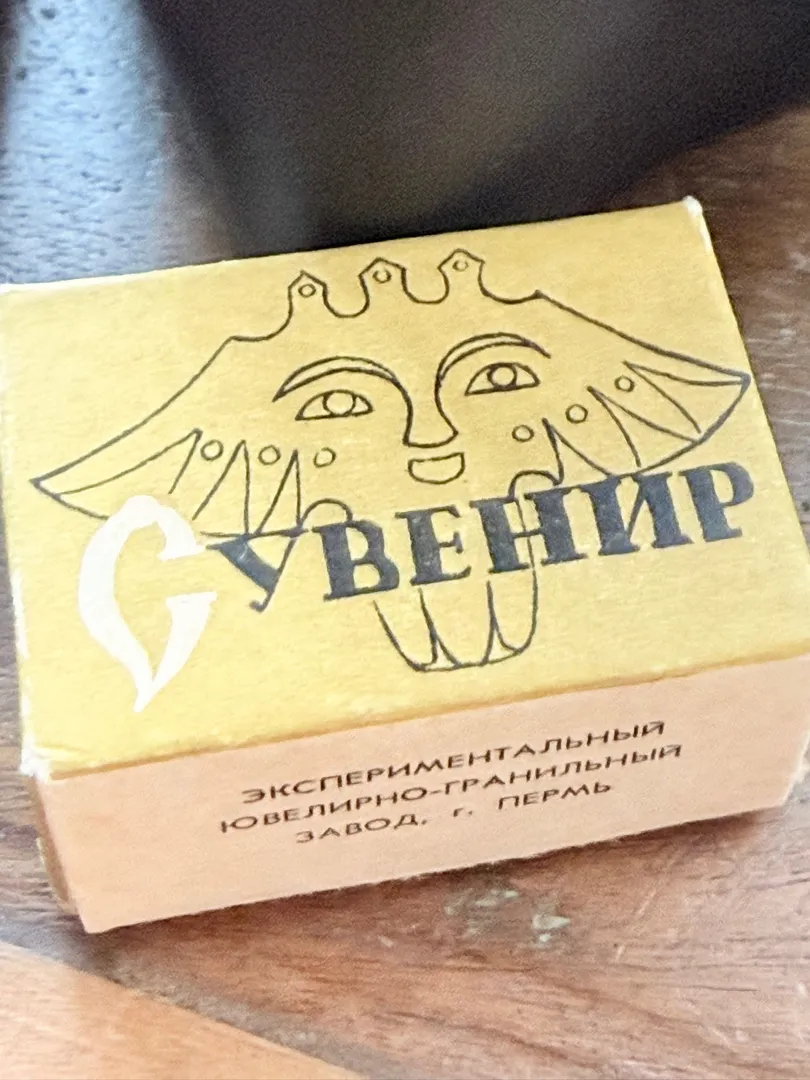 Сувенир
ЭКСПЕРИМЕНТАЛЬНЫЙ
ЮВЕЛИРНО-ГРАНИЛЬНЫЙ
ЗАВОД, г. ПЕРМЬ